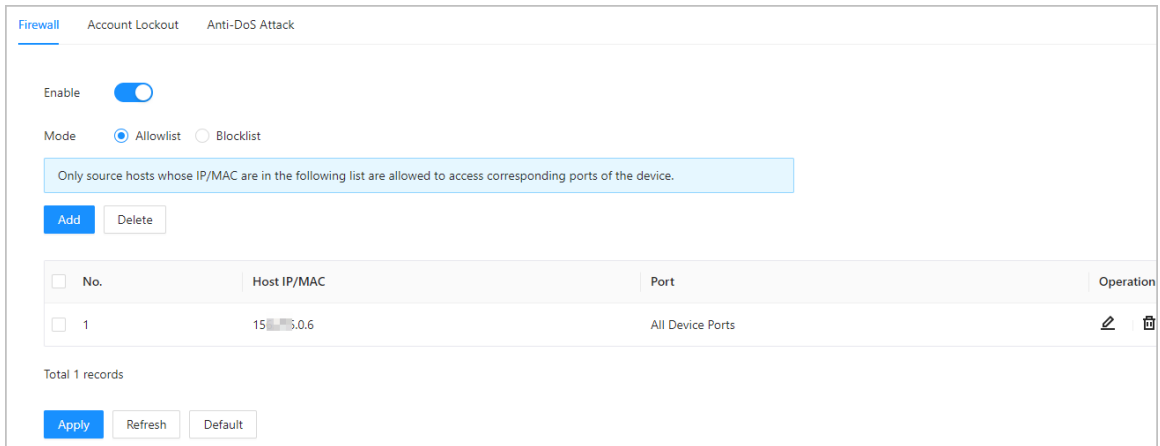 Firewall Account Lockout Anti-DoS Attack
Enable
Mode Allowlist Blocklist
Only source hosts whose IP/MAC are in the following list are allowed to access corresponding ports of the device.
Add Delete
No. Host IP/MAC Port Operation
1 .0.6 All Device Ports
Total 1 records
Apply Refresh Default